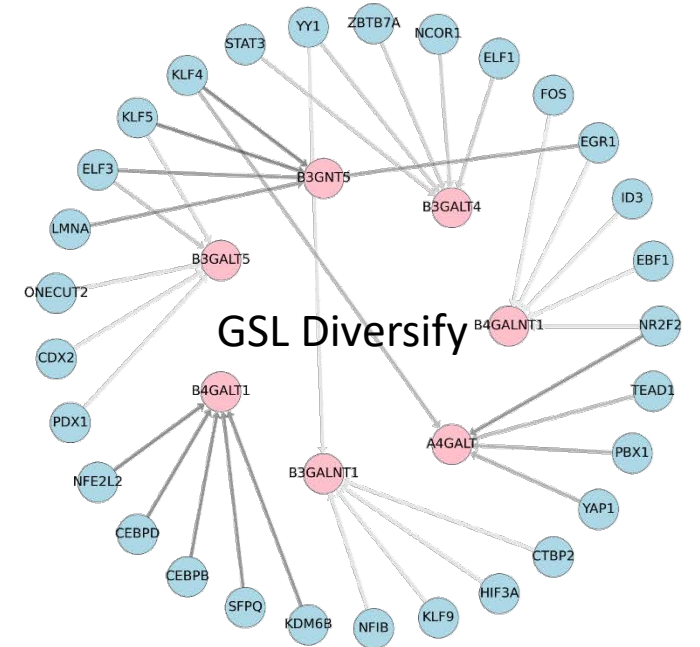 YY1
ZBTB7A
NCOR1
STAT3
ELF1
KLF4
FOS
KLF5
EGR1
ELF3
B3GNT5
ID3
B3GALT4
LMNA
B3GALT5
EBF1
ONECUT2
GSL Diversify
B4GALNT1
NR2F2
CDX2
B4GALT1
TEAD1
PDX1
A4GALT
PBX1
B3GALNT1
NFE2L2
YAP1
CEBPD
CTBP2
CEBPB
HIF3A
SFPQ
KLF9
KDM6B
NFIB